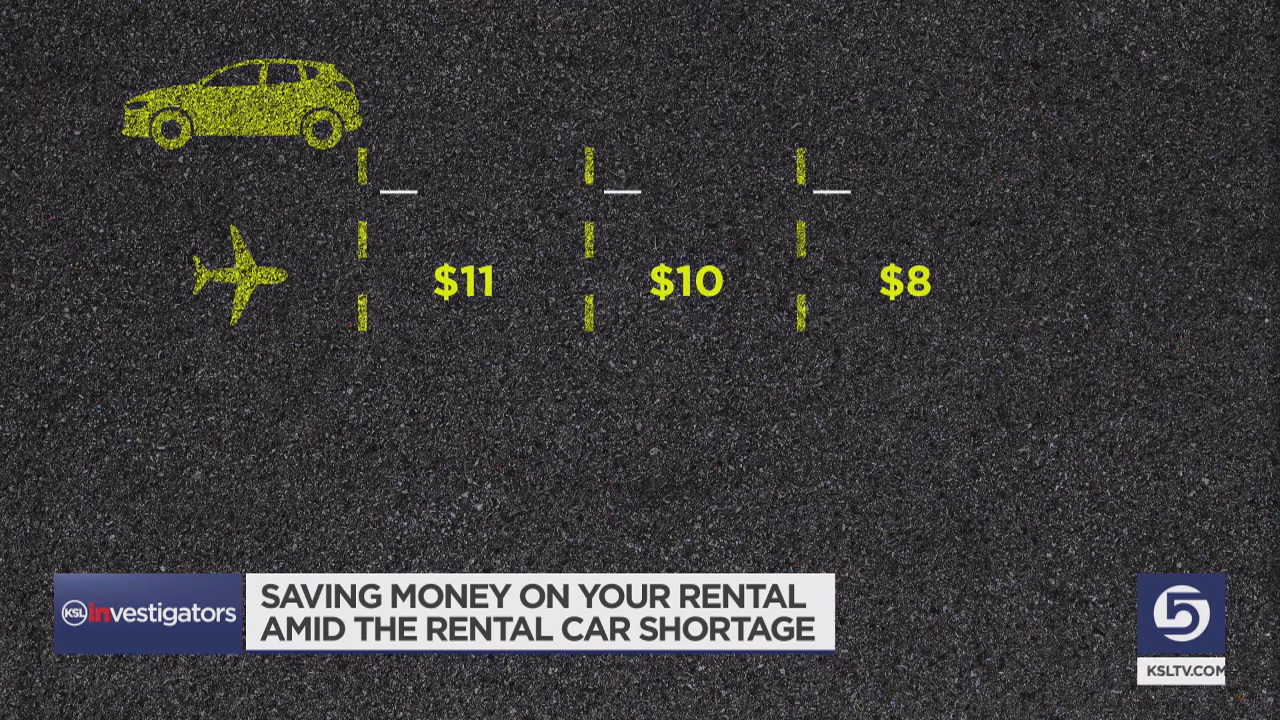 $11 $10 $8
KSL investigators
SAVING MONEY ON YOUR RENTAL
AMID THE RENTAL CAR SHORTAGE
5
KSLTV.COM